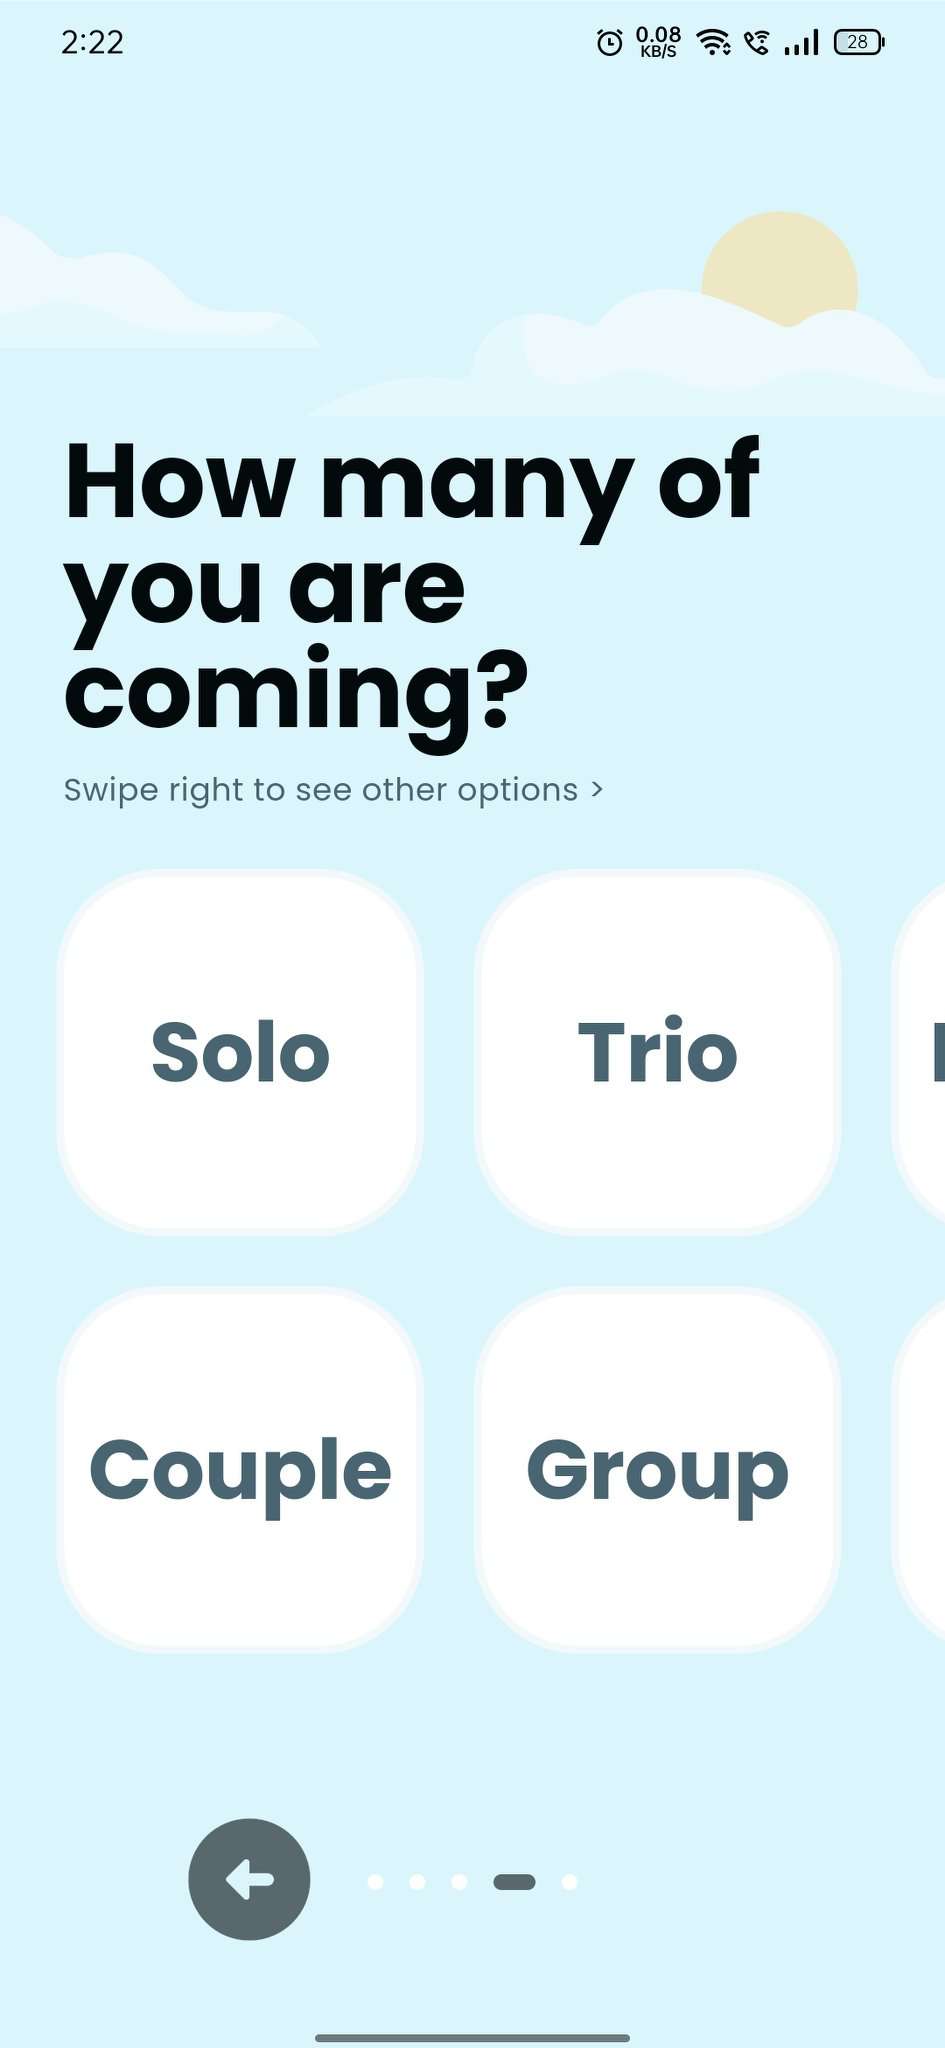 2:22
0.08
KB/S
28
How many of
you are
coming?
Swipe right to see other options >
Solo
Trio
Couple
Group